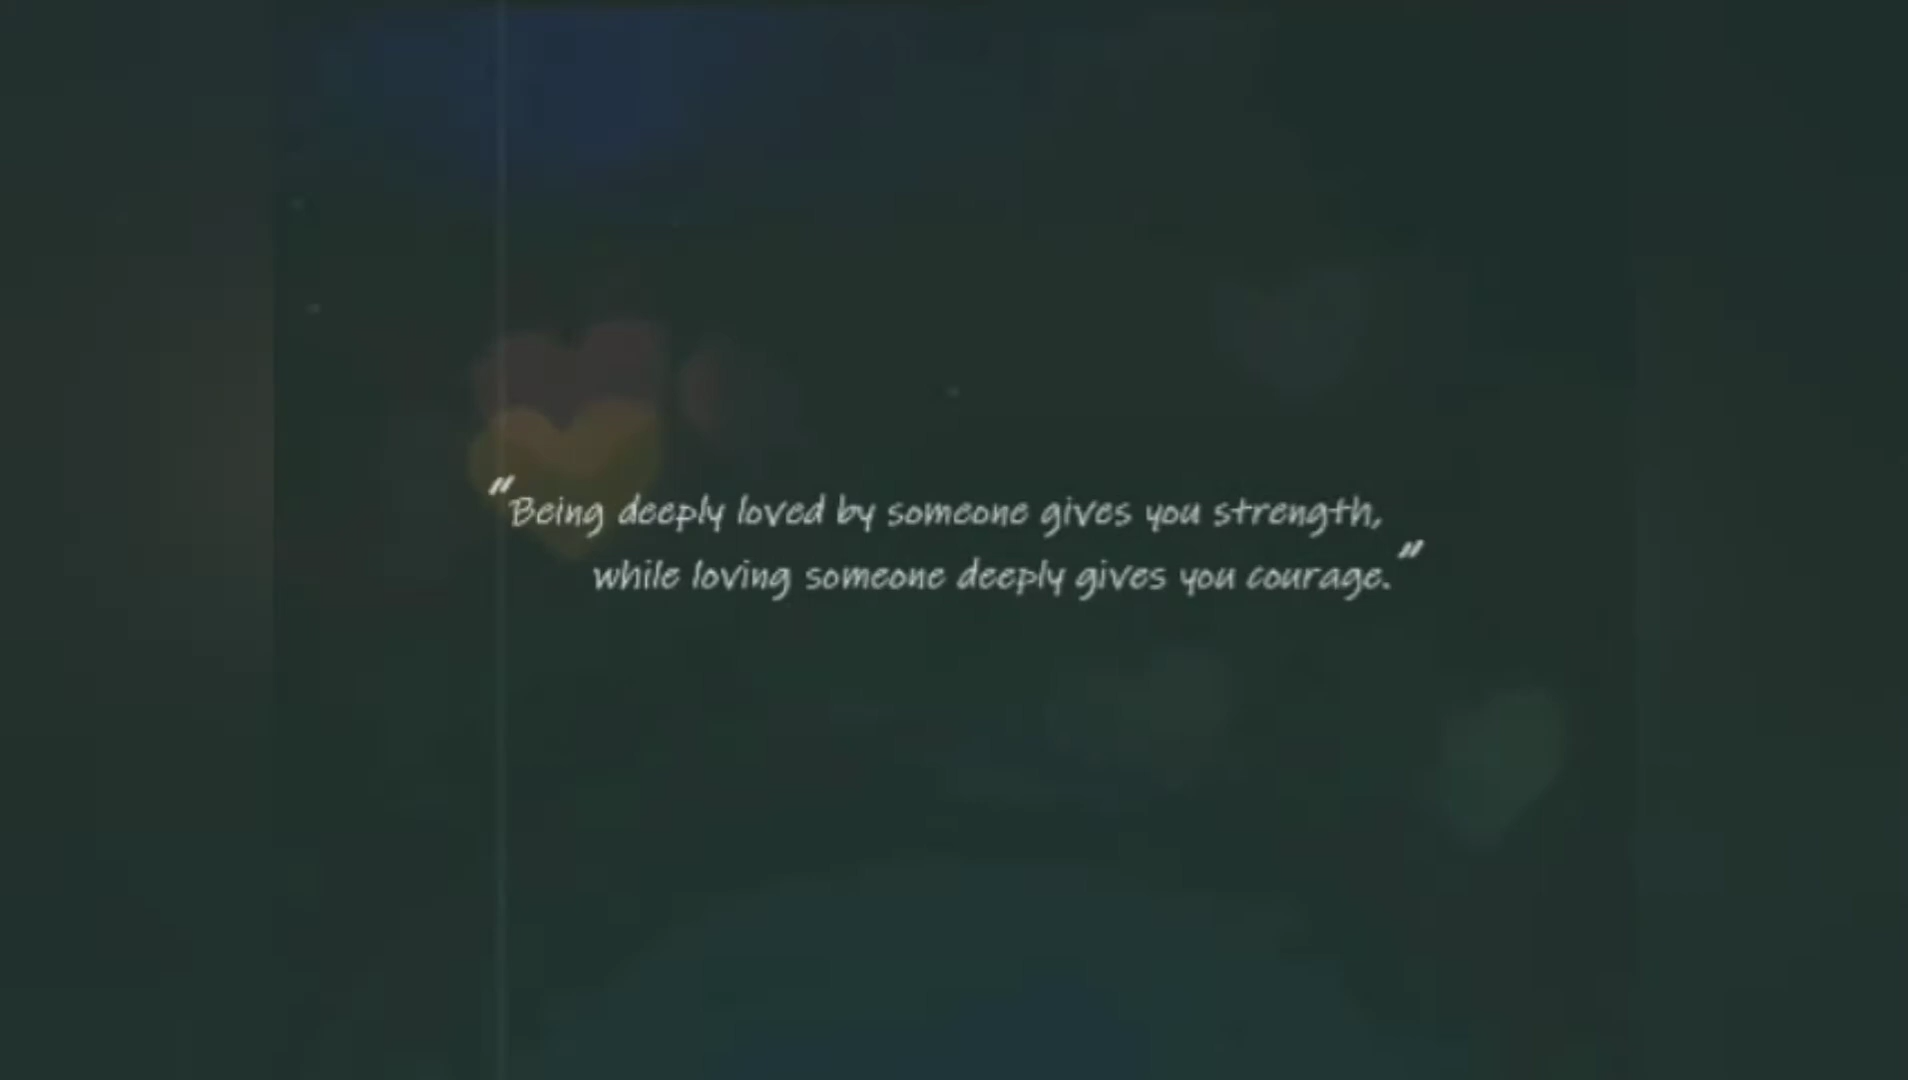 "Being deeply loved by someone gives you strength,
while loving someone deeply gives you courage."